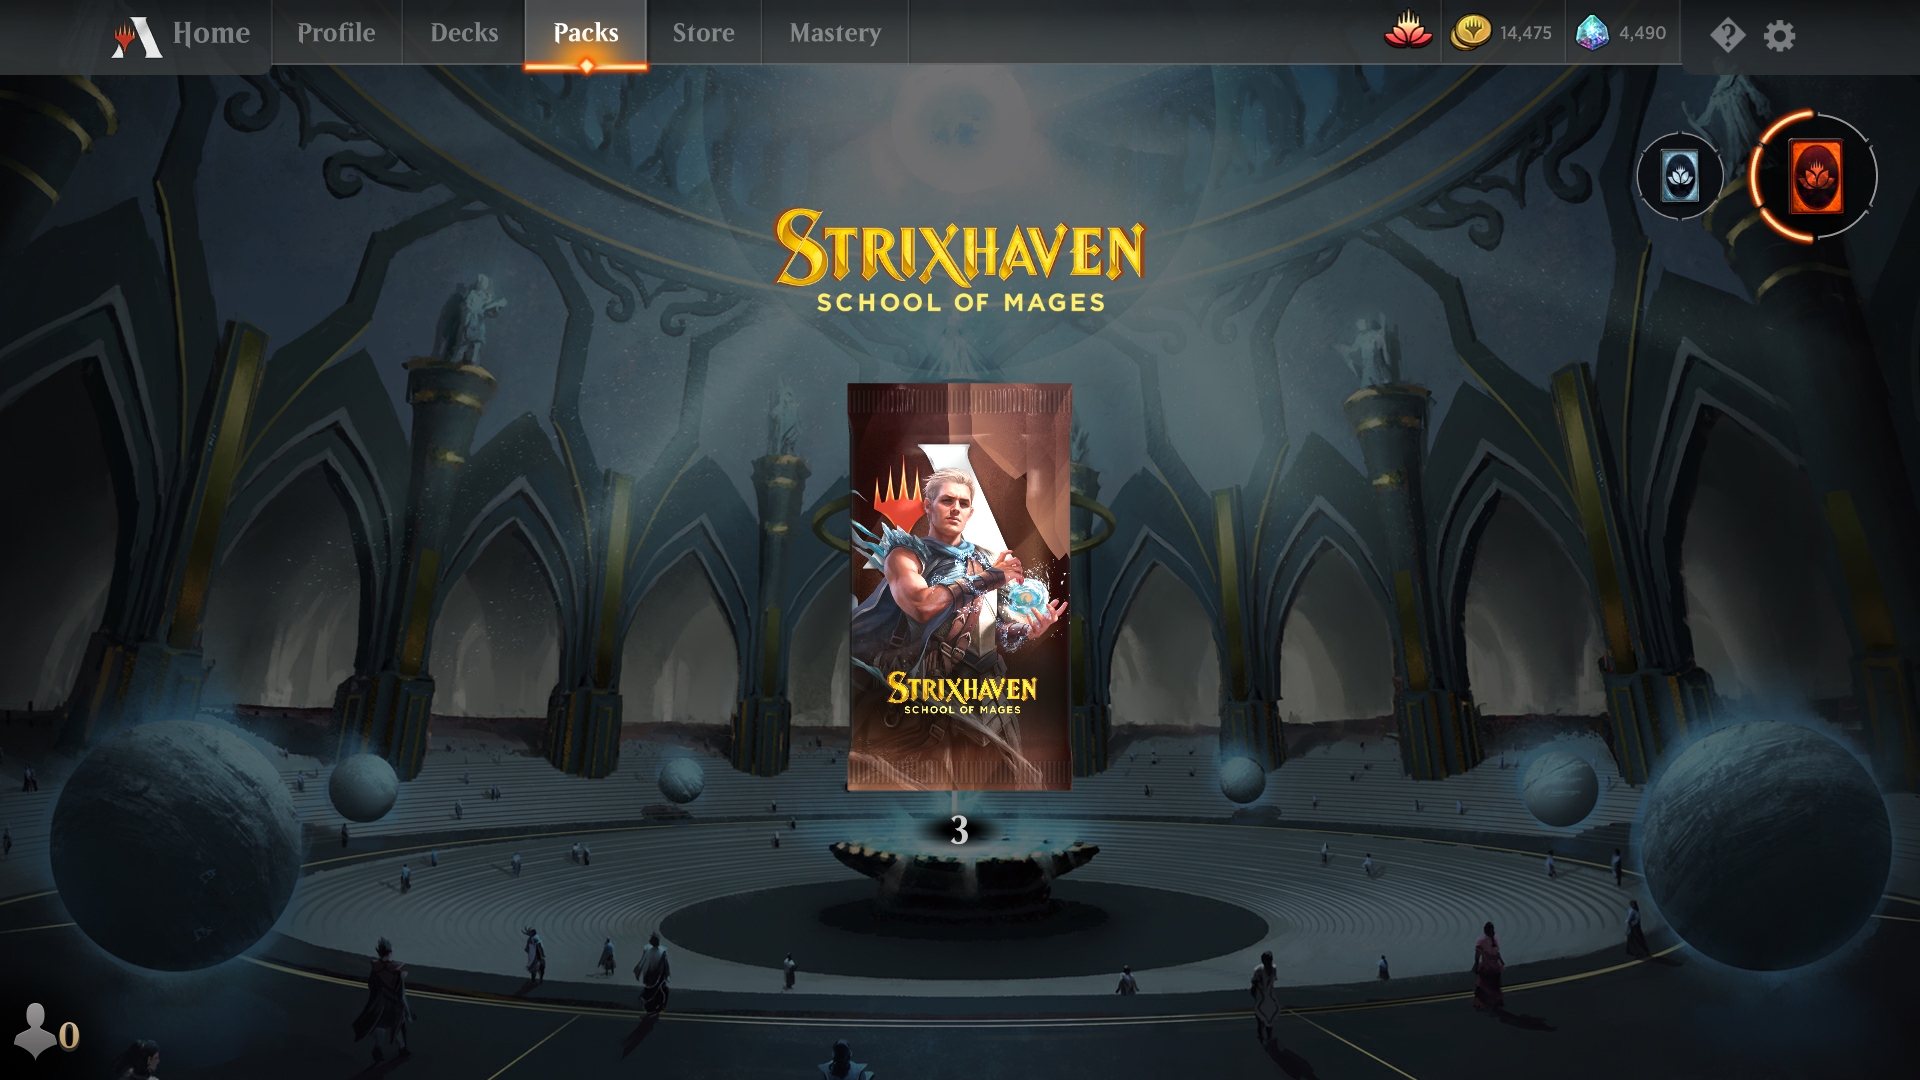 Home
Profile
Decks
Packs
Store
Mastery
14,475
4,490
STRIXHAVEN
SCHOOL OF MAGES
STRIXHAVEN
SCHOOL OF MAGES
3
0